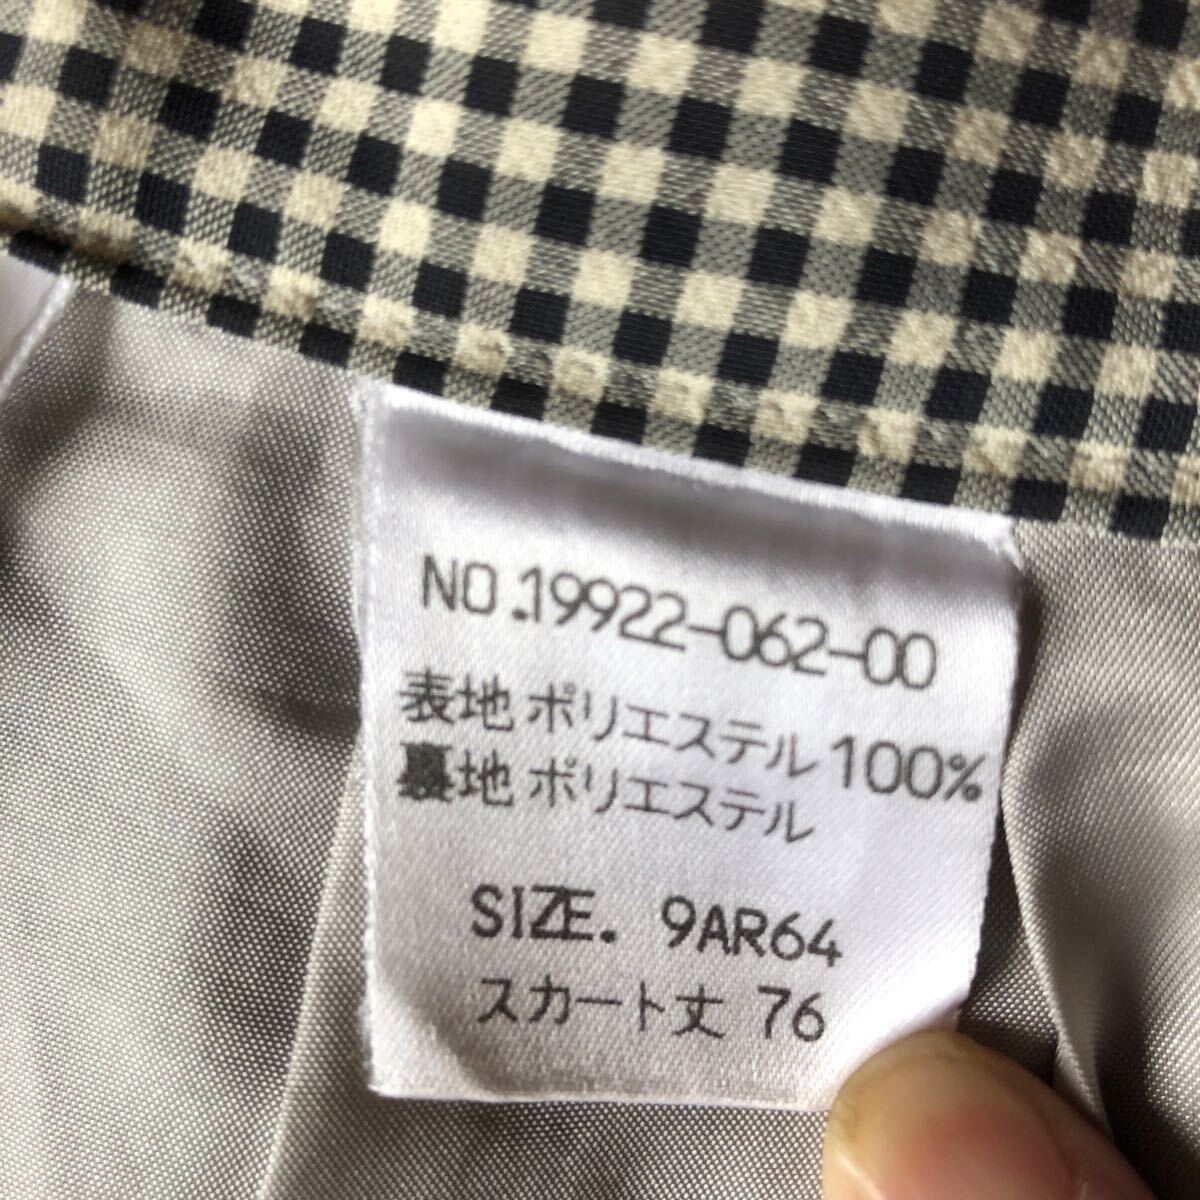 NO.19922-062-00
表地 ポリエステル 100%
裏地 ポリエステル
SIZE. 9AR64
スカート丈 76